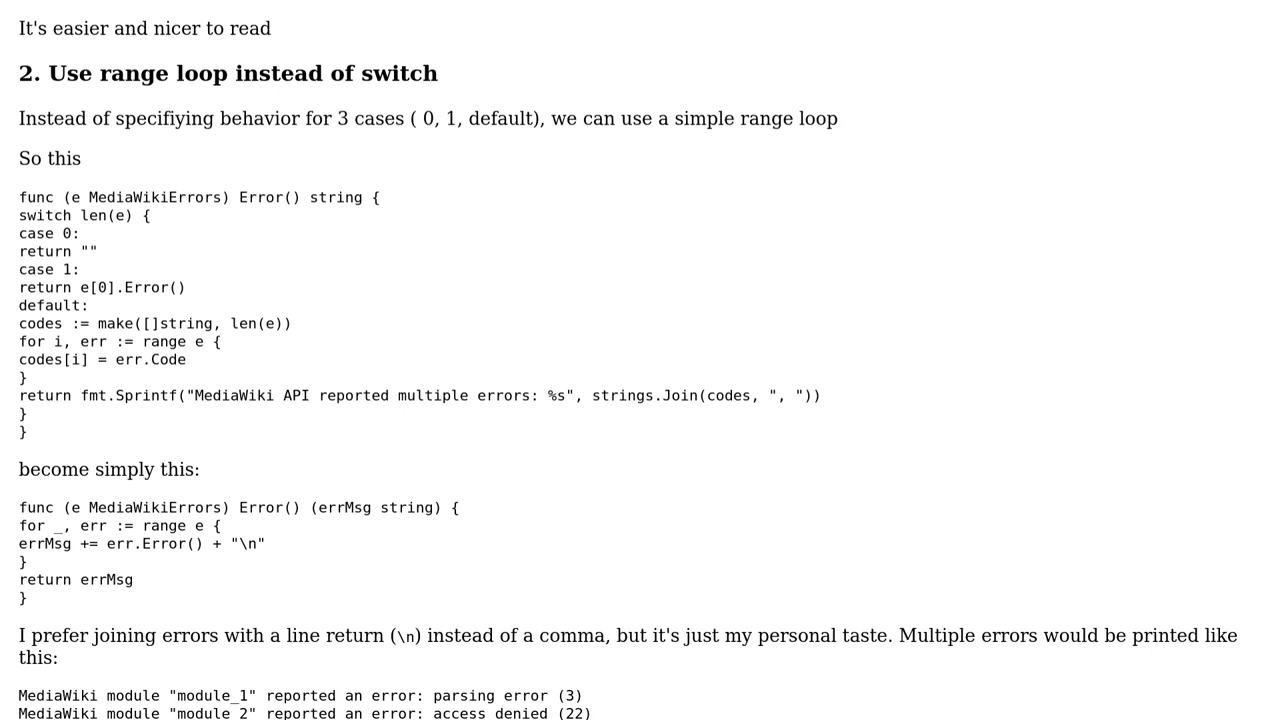 It's easier and nicer to read
2. Use range loop instead of switch
Instead of specifiying behavior for 3 cases ( 0, 1, default), we can use a simple range loop
So this
func (e MediaWikiErrors) Error() string {
switch len(e) {
case 0:
return ""
case 1:
return e[0].Error()
default:
codes := make([]string, len(e))
for i, err := range e {
codes[i] = err.Code
}
return fmt.Sprintf("MediaWiki API reported multiple errors: %s", strings.Join(codes, ", "))
}
}
become simply this:
func (e MediaWikiErrors) Error() (errMsg string) {
for _, err := range e {
errMsg += err.Error() + "\n"
}
return errMsg
}
I prefer joining errors with a line return (\n) instead of a comma, but it's just my personal taste. Multiple errors would be printed like
this:
MediaWiki module "module_1" reported an error: parsing error (3)
MediaWiki module "module_2" reported an error: access denied (22)